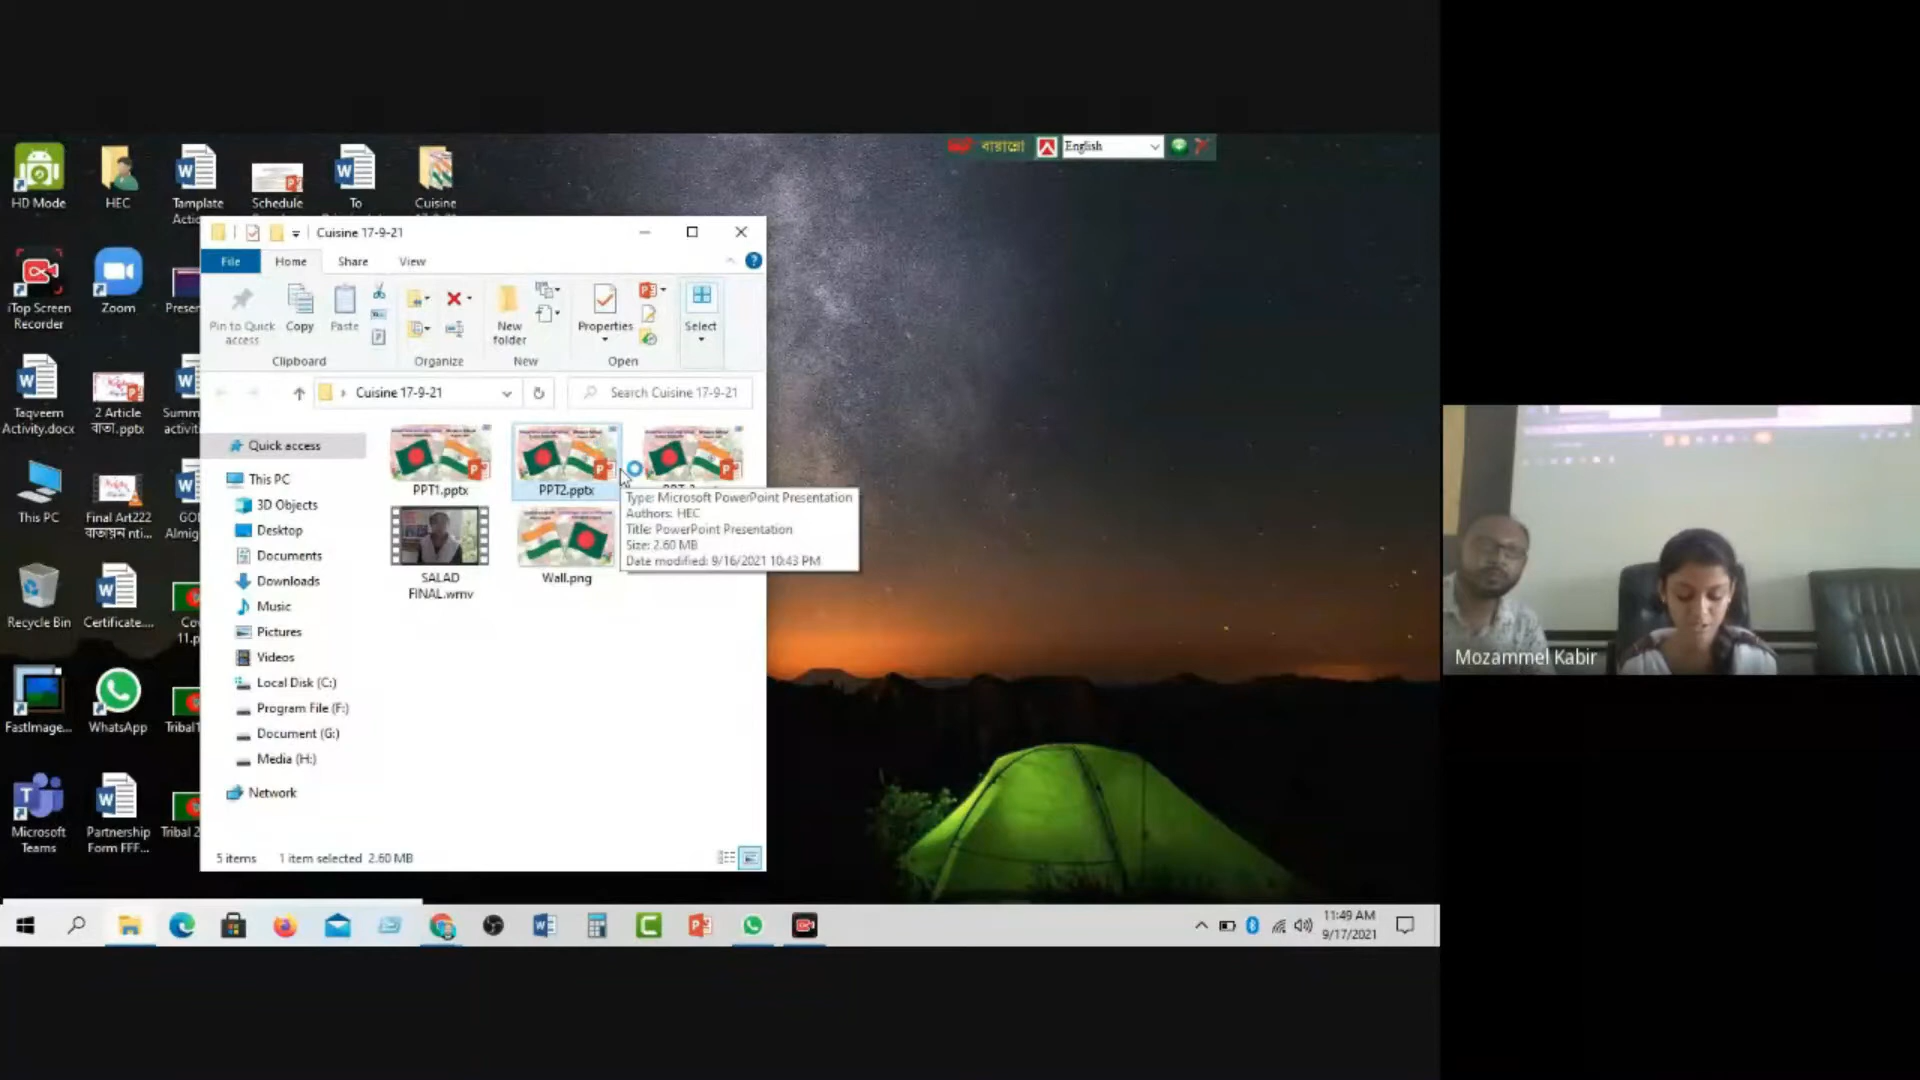 বায়ান্নো
English
HD Mode
HEC
Tamplate
Schedule
To
Cuisine
Cuisine 17-9-21
File
Home
Share
View
iTop Screen
Recorder
Zoom
Presen
Pin to Quick
access
Copy
Paste
New
folder
Properties
Select
Clipboard
Organize
New
Open
Cuisine 17-9-21
Search Cuisine 17-9-21
Taqveem
Activity.docx
2 Article
বার্তা.pptx
Summ
activiti
Quick access
This PC
3D Objects
Desktop
Documents
Downloads
Music
Pictures
Videos
Local Disk (C:)
Program File (F:)
Document (G:)
Media (H:)
Network
PPT1.pptx
PPT2.pptx
Type: Microsoft PowerPoint Presentation
Authors: HEC
Title: PowerPoint Presentation
Size: 2.60 MB
Date modified: 9/16/2021 10:43 PM
SALAD
FINAL.wmv
Wall.png
This PC
Final Art222
GOI
Almig
Recycle Bin
Certificate....
Co
11.p
FastImage...
WhatsApp
Tribal
Microsoft
Teams
Partnership
Form FFF...
Tribal 2
5 items
1 item selected 2.60 MB
11:49 AM
9/17/2021
Mozammel Kabir